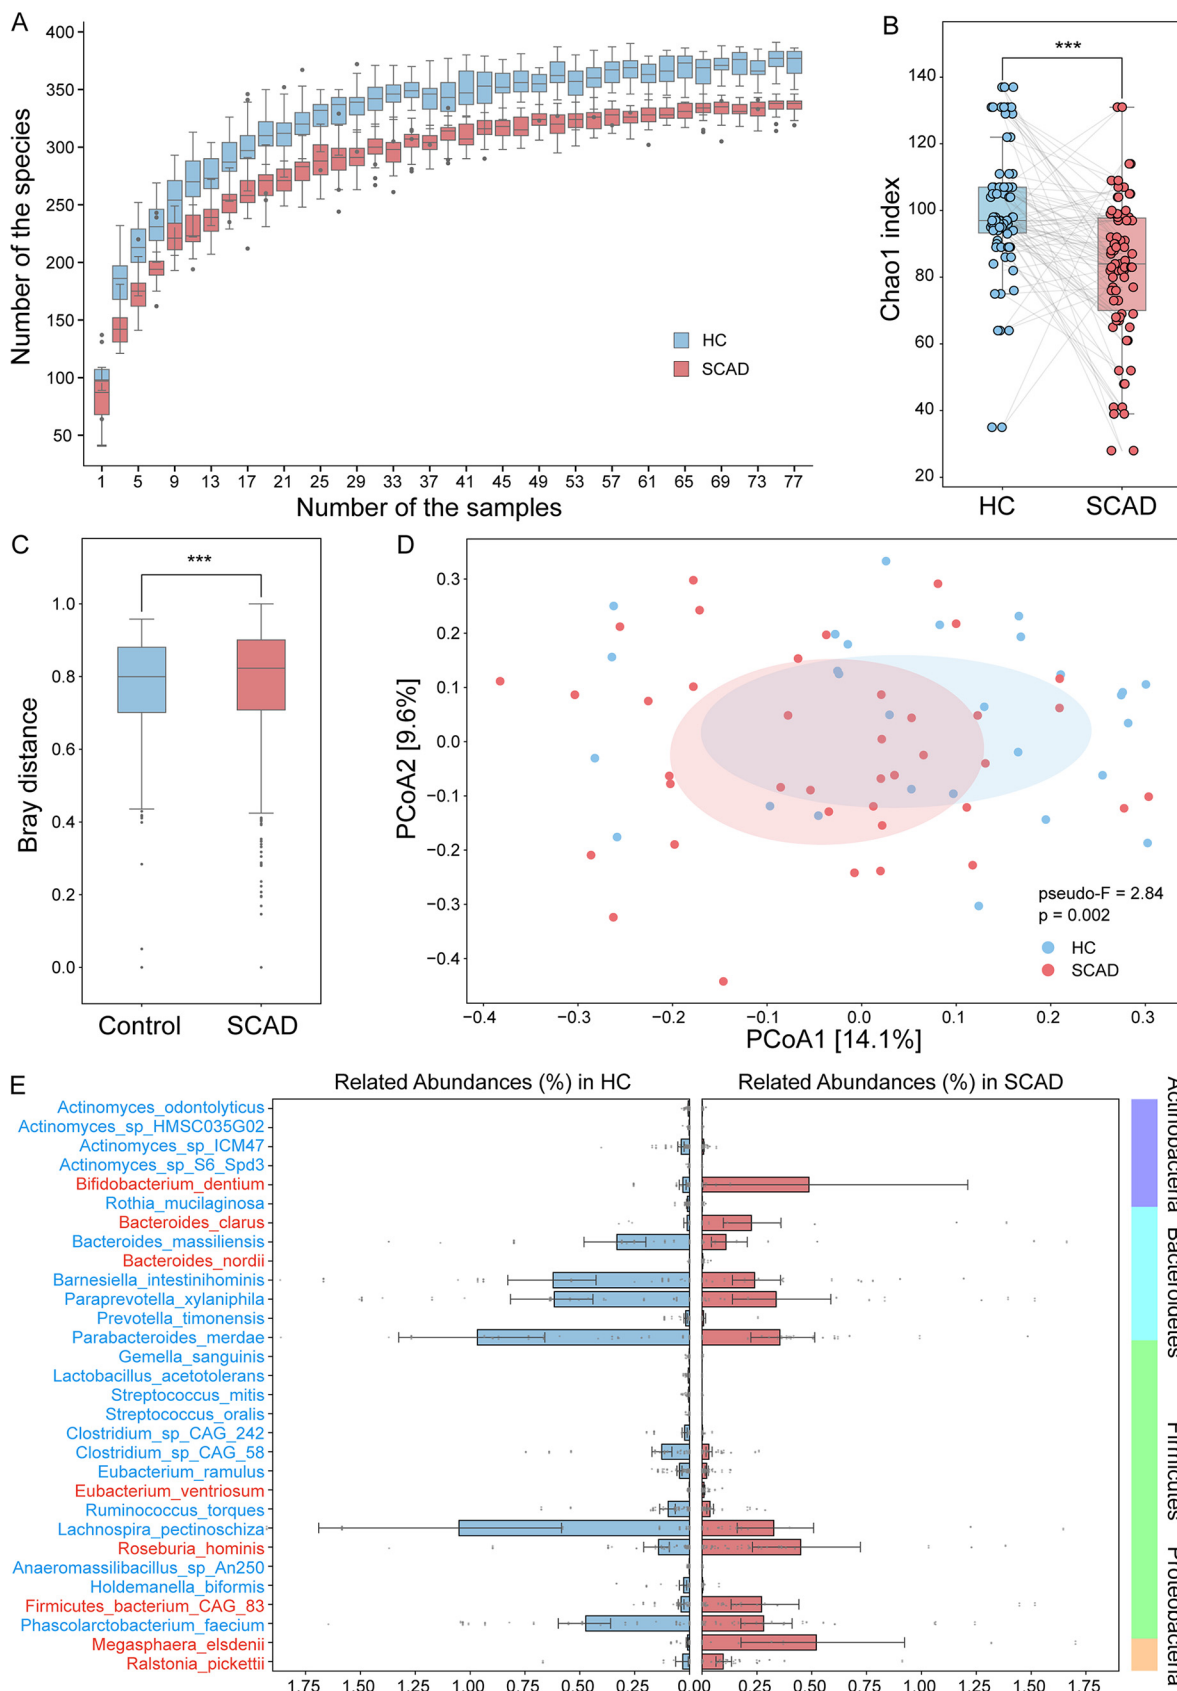 A
400
350
300
250
200
150
100
50
Number of the species
HC
SCAD
1 5 9 13 17 21 25 29 33 37 41 45 49 53 57 61 65 69 73 77
Number of the samples
B
***
140
120
100
80
60
40
20
Chao1 index
HC SCAD
C
***
1.0
0.8
0.6
0.4
0.2
0.0
Bray distance
Control SCAD
D
0.3
0.2
0.1
0.0
−0.1
−0.2
−0.3
−0.4
PCoA2 [9.6%]
pseudo-F = 2.84
p = 0.002
HC
SCAD
−0.4 −0.3 −0.2 −0.1 0.0 0.1 0.2 0.3
PCoA1 [14.1%]
E
Related Abundances (%) in HC Related Abundances (%) in SCAD
Actinomyces_odontolyticus
Actinomyces_sp_HMSC035G02
Actinomyces_sp_ICM47
Actinomyces_sp_S6_Spd3
Bifidobacterium_dentium
Rothia_mucilaginosa
Bacteroides_clarus
Bacteroides_massiliensis
Bacteroides_nordii
Barnesiella_intestinihominis
Paraprevotella_xylaniphila
Prevotella_timonensis
Parabacteroides_merdae
Gemella_sanguinis
Lactobacillus_acetotolerans
Streptococcus_mitis
Streptococcus_oralis
Clostridium_sp_CAG_242
Clostridium_sp_CAG_58
Eubacterium_ramulus
Eubacterium_ventriosum
Ruminococcus_torques
Lachnospira_pectinoschiza
Roseburia_hominis
Anaeromassilibacillus_sp_An250
Holdemanella_biformis
Firmicutes_bacterium_CAG_83
Phascolarctobacterium_faecium
Megasphaera_elsdenii
Ralstonia_pickettii
1.75 1.50 1.25 1.00 0.75 0.50 0.25 0.00 0.25 0.50 0.75 1.00 1.25 1.50 1.75
Actinobacteria
Bacteroidetes
Firmicutes
Proteobacteria